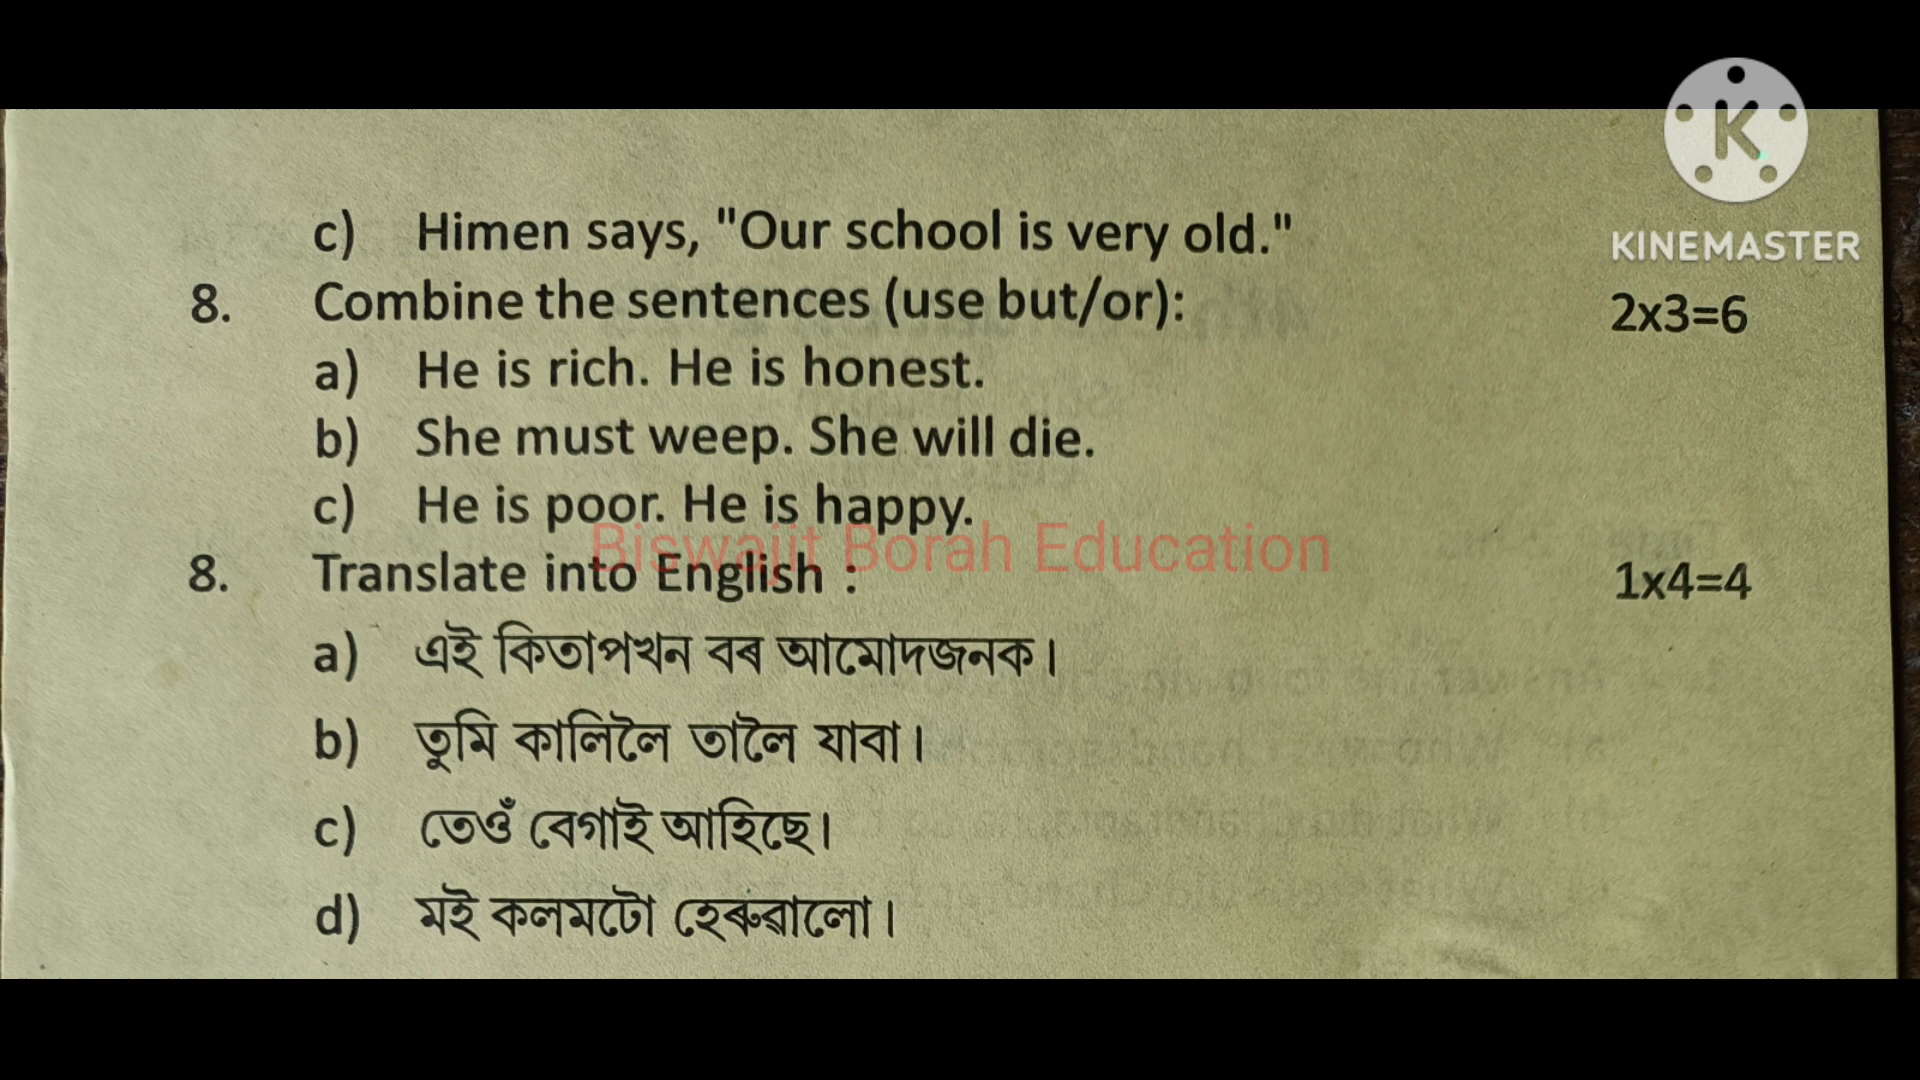 KINEMASTER
c) Himen says, "Our school is very old."
8. Combine the sentences (use but/or): 2x3=6
a) He is rich. He is honest.
b) She must weep. She will die.
c) He is poor. He is happy.
Biswajit Borah Education
8. Translate into English : 1x4=4
a) এই কিতাপখন বৰ আমোদজনক।
b) তুমি কালিলৈ তালৈ যাবা।
c) তেওঁ বেগাই আহিছে।
d) মই কলমটো হেৰুৱালো।